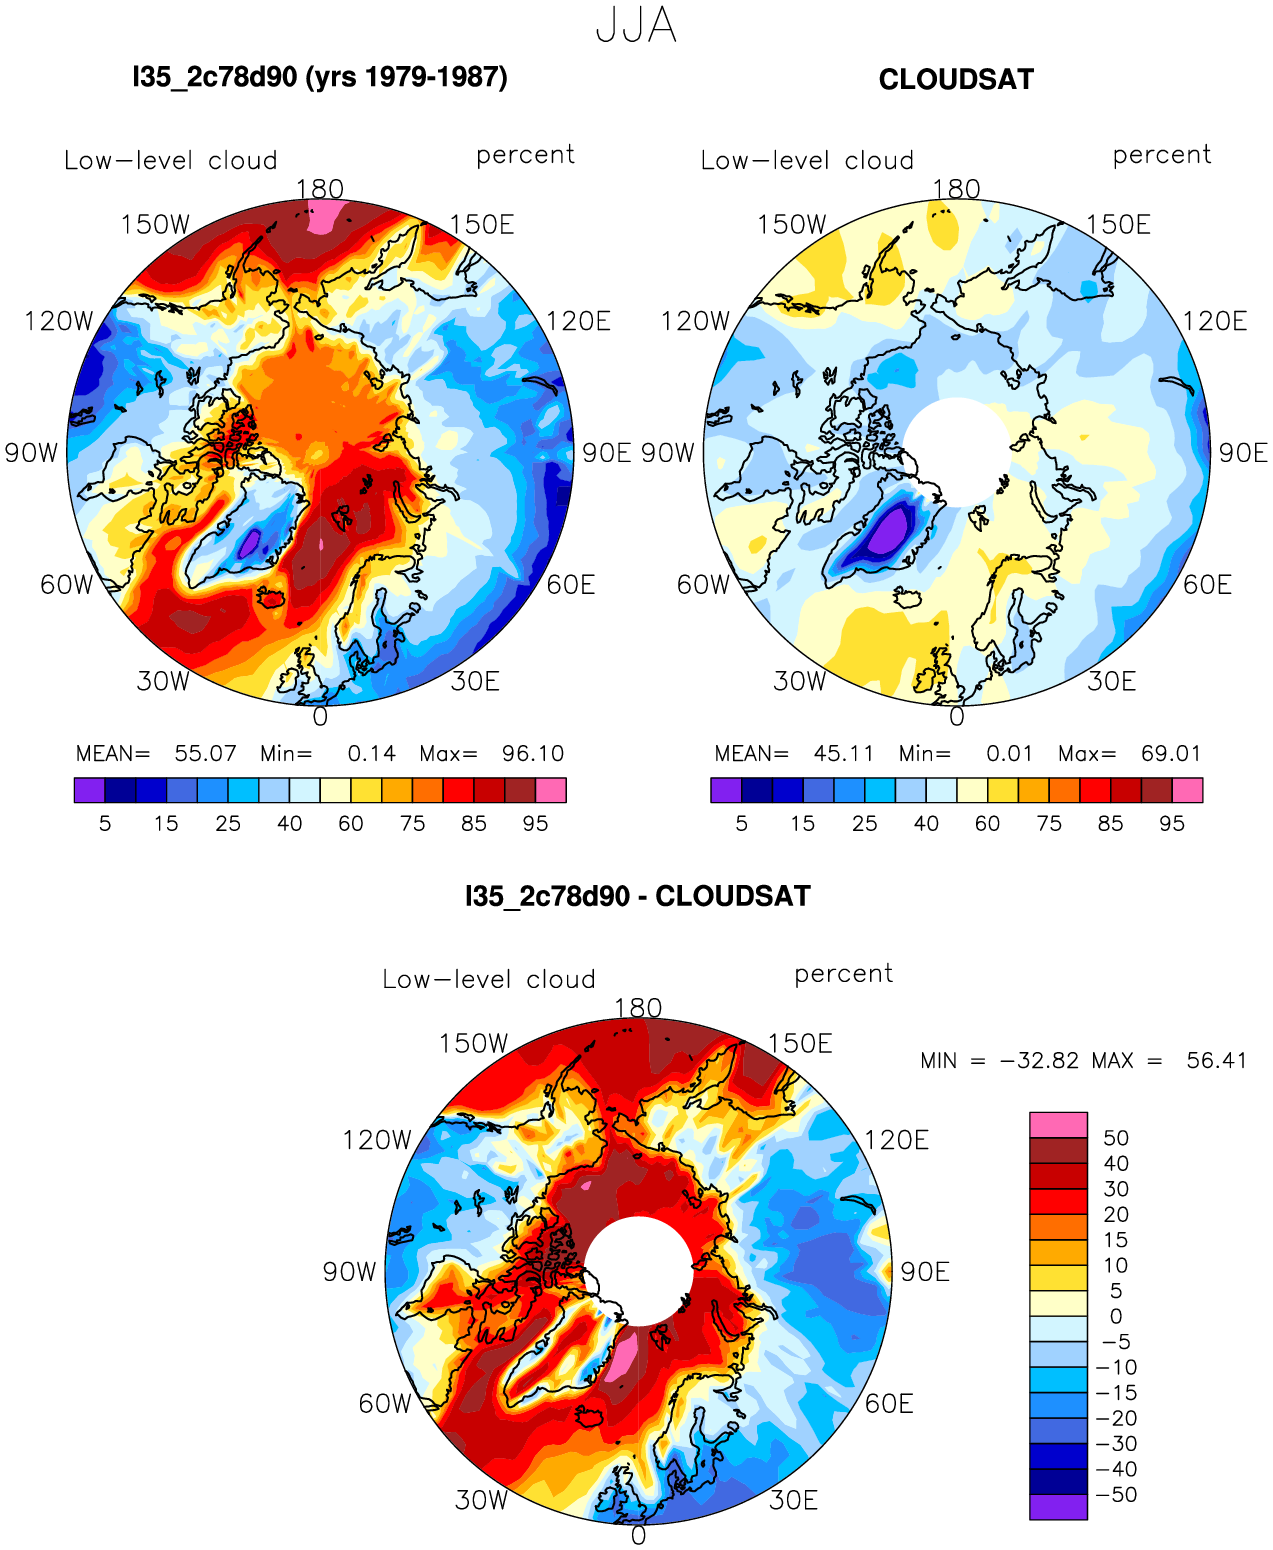 JJA
I35_2c78d90 (yrs 1979-1987)
CLOUDSAT
Low-level cloud percent
Low-level cloud percent
180
150W 150E
120W 120E
90W 90E
60W 60E
30W 30E
0
180
150W 150E
120W 120E
90W 90E
60W 60E
30W 30E
0
MEAN= 55.07 Min= 0.14 Max= 96.10
5 15 25 40 60 75 85 95
MEAN= 45.11 Min= 0.01 Max= 69.01
5 15 25 40 60 75 85 95
I35_2c78d90 - CLOUDSAT
Low-level cloud percent
180
150W 150E
120W 120E
90W 90E
60W 60E
30W 30E
0
MIN = -32.82 MAX = 56.41
50
40
30
20
15
10
5
0
-5
-10
-15
-20
-30
-40
-50